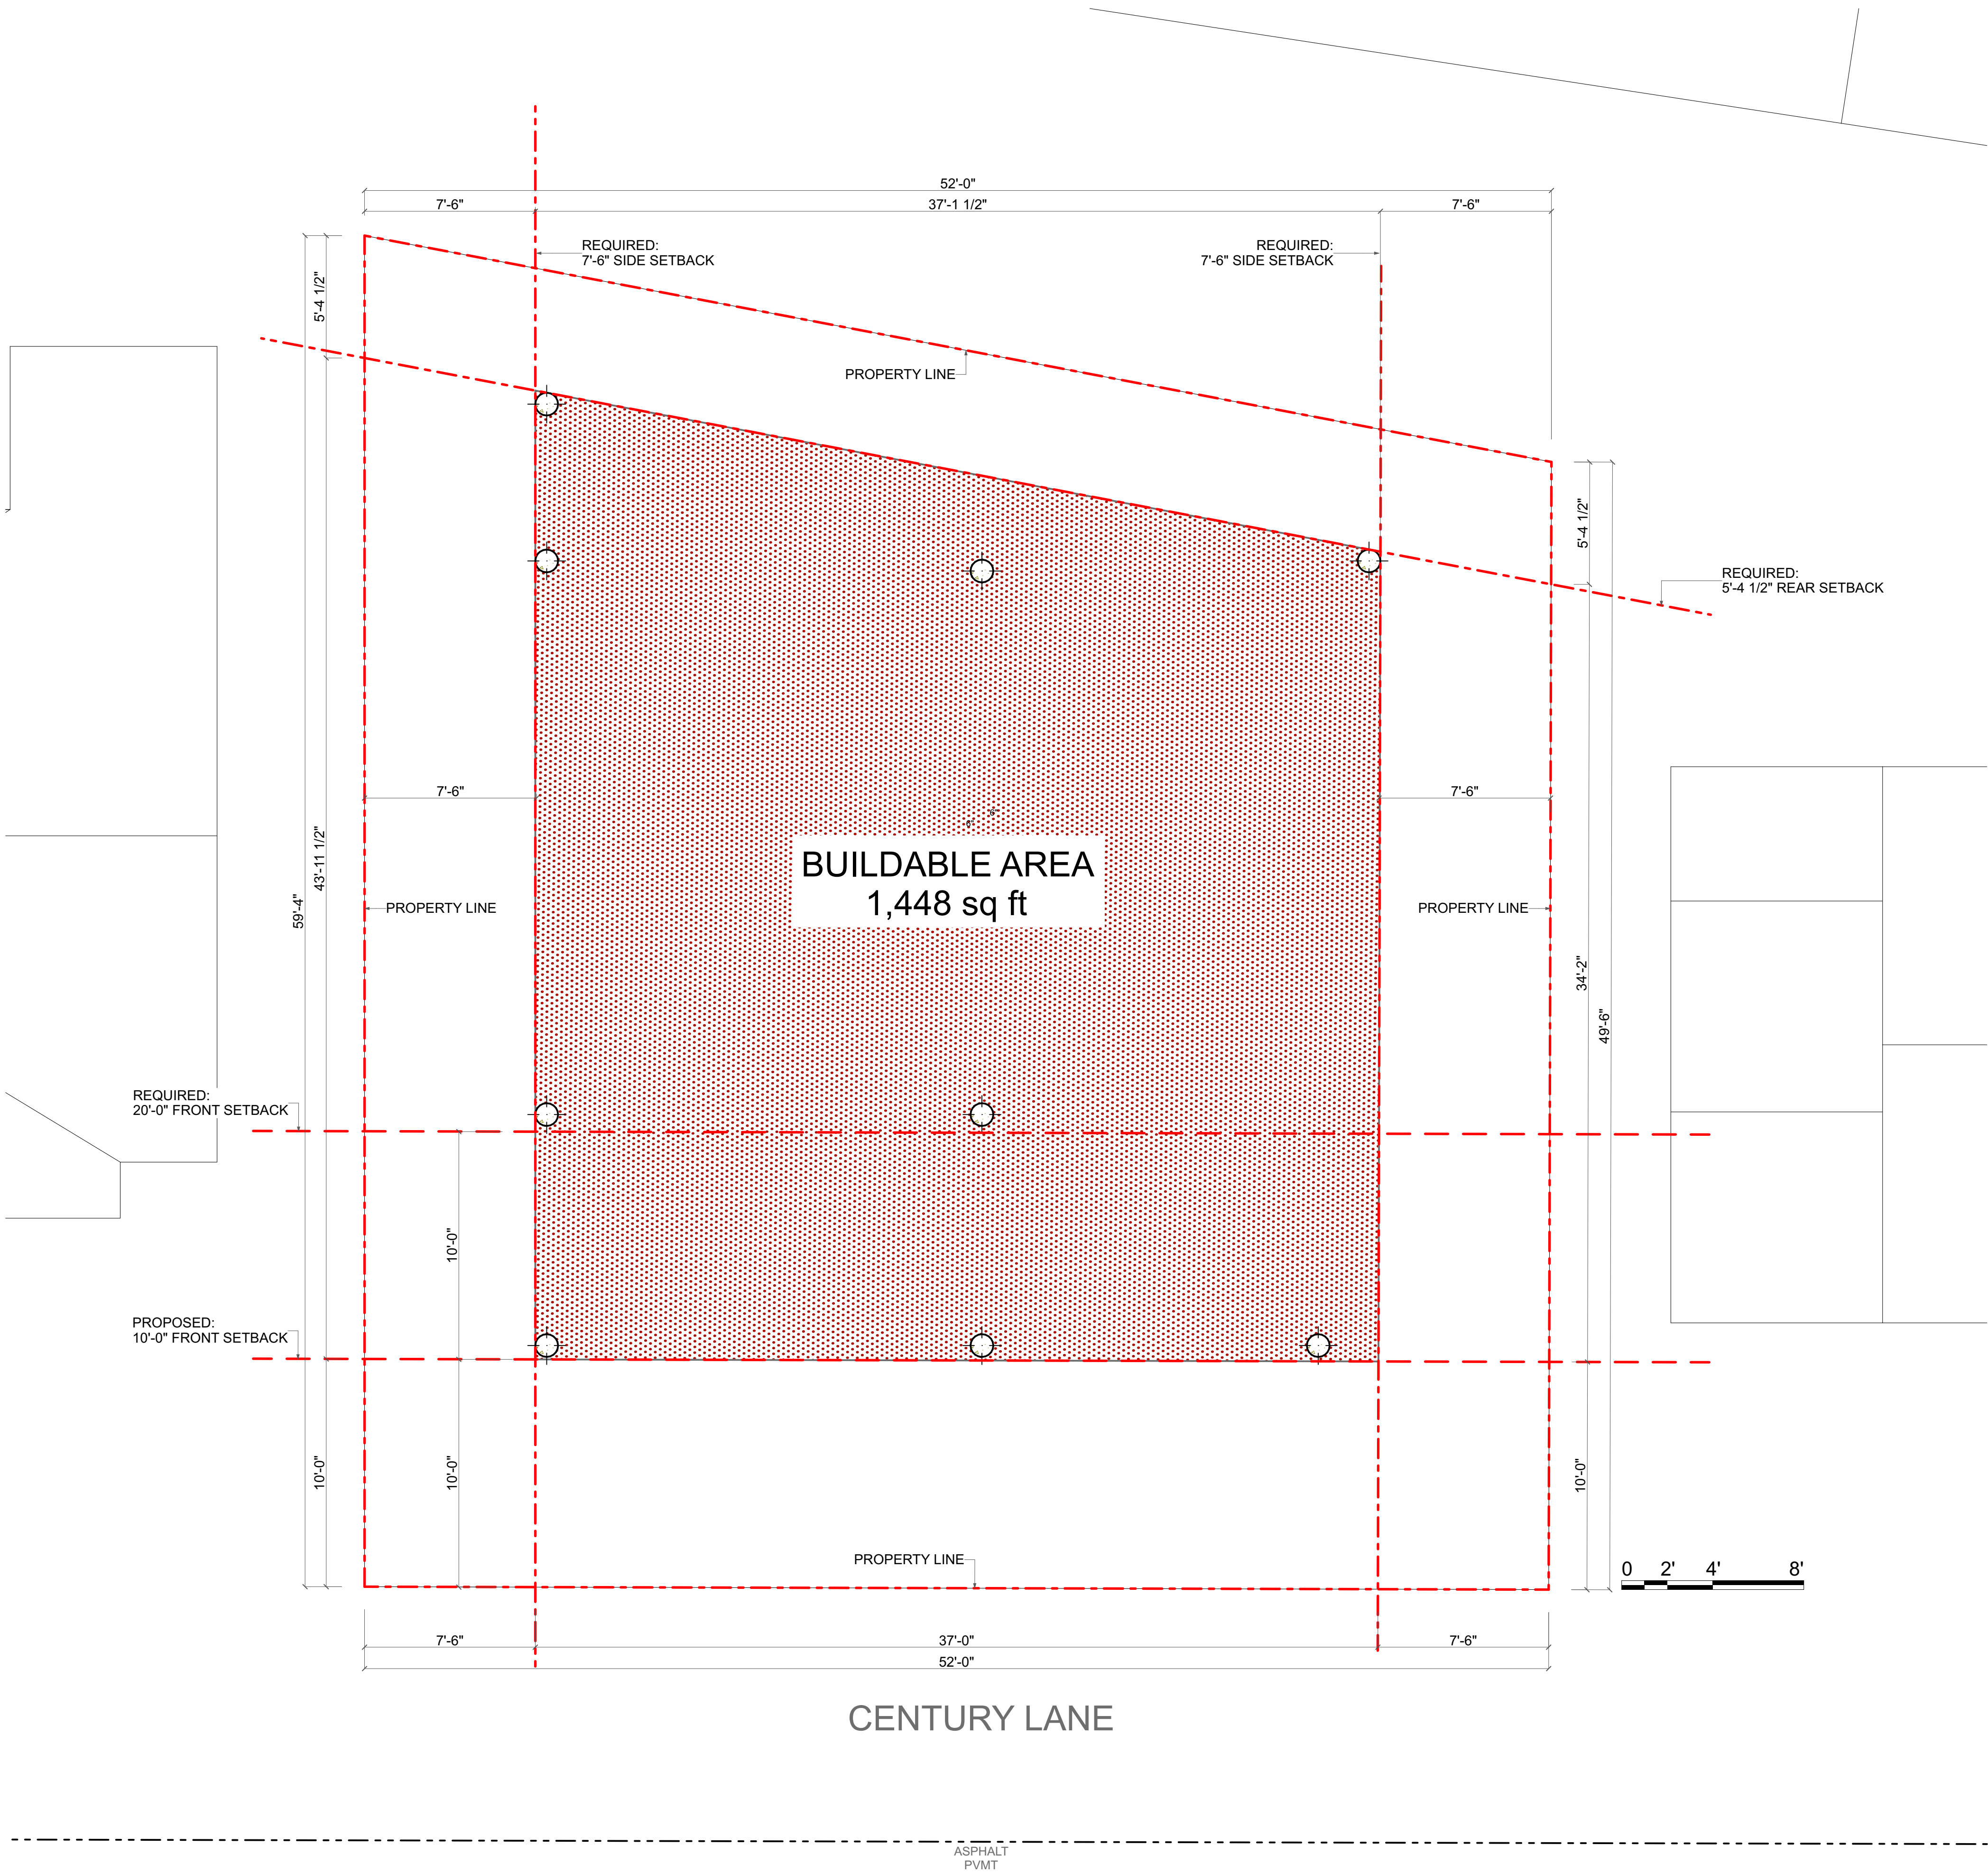 52'-0"
7'-6"
37'-1 1/2"
7'-6"
REQUIRED:
7'-6" SIDE SETBACK
REQUIRED:
7'-6" SIDE SETBACK
5'-4 1/2"
PROPERTY LINE
5'-4 1/2"
REQUIRED:
5'-4 1/2" REAR SETBACK
7'-6"
7'-6"
6"
6"
BUILDABLE AREA
1,448 sq ft
43'-11 1/2"
59'-4"
PROPERTY LINE
PROPERTY LINE
34'-2"
49'-6"
REQUIRED:
20'-0" FRONT SETBACK
10'-0"
PROPOSED:
10'-0" FRONT SETBACK
10'-0"
10'-0"
10'-0"
PROPERTY LINE
0 2' 4' 8'
7'-6"
37'-0"
7'-6"
52'-0"
CENTURY LANE
ASPHALT
PVMT